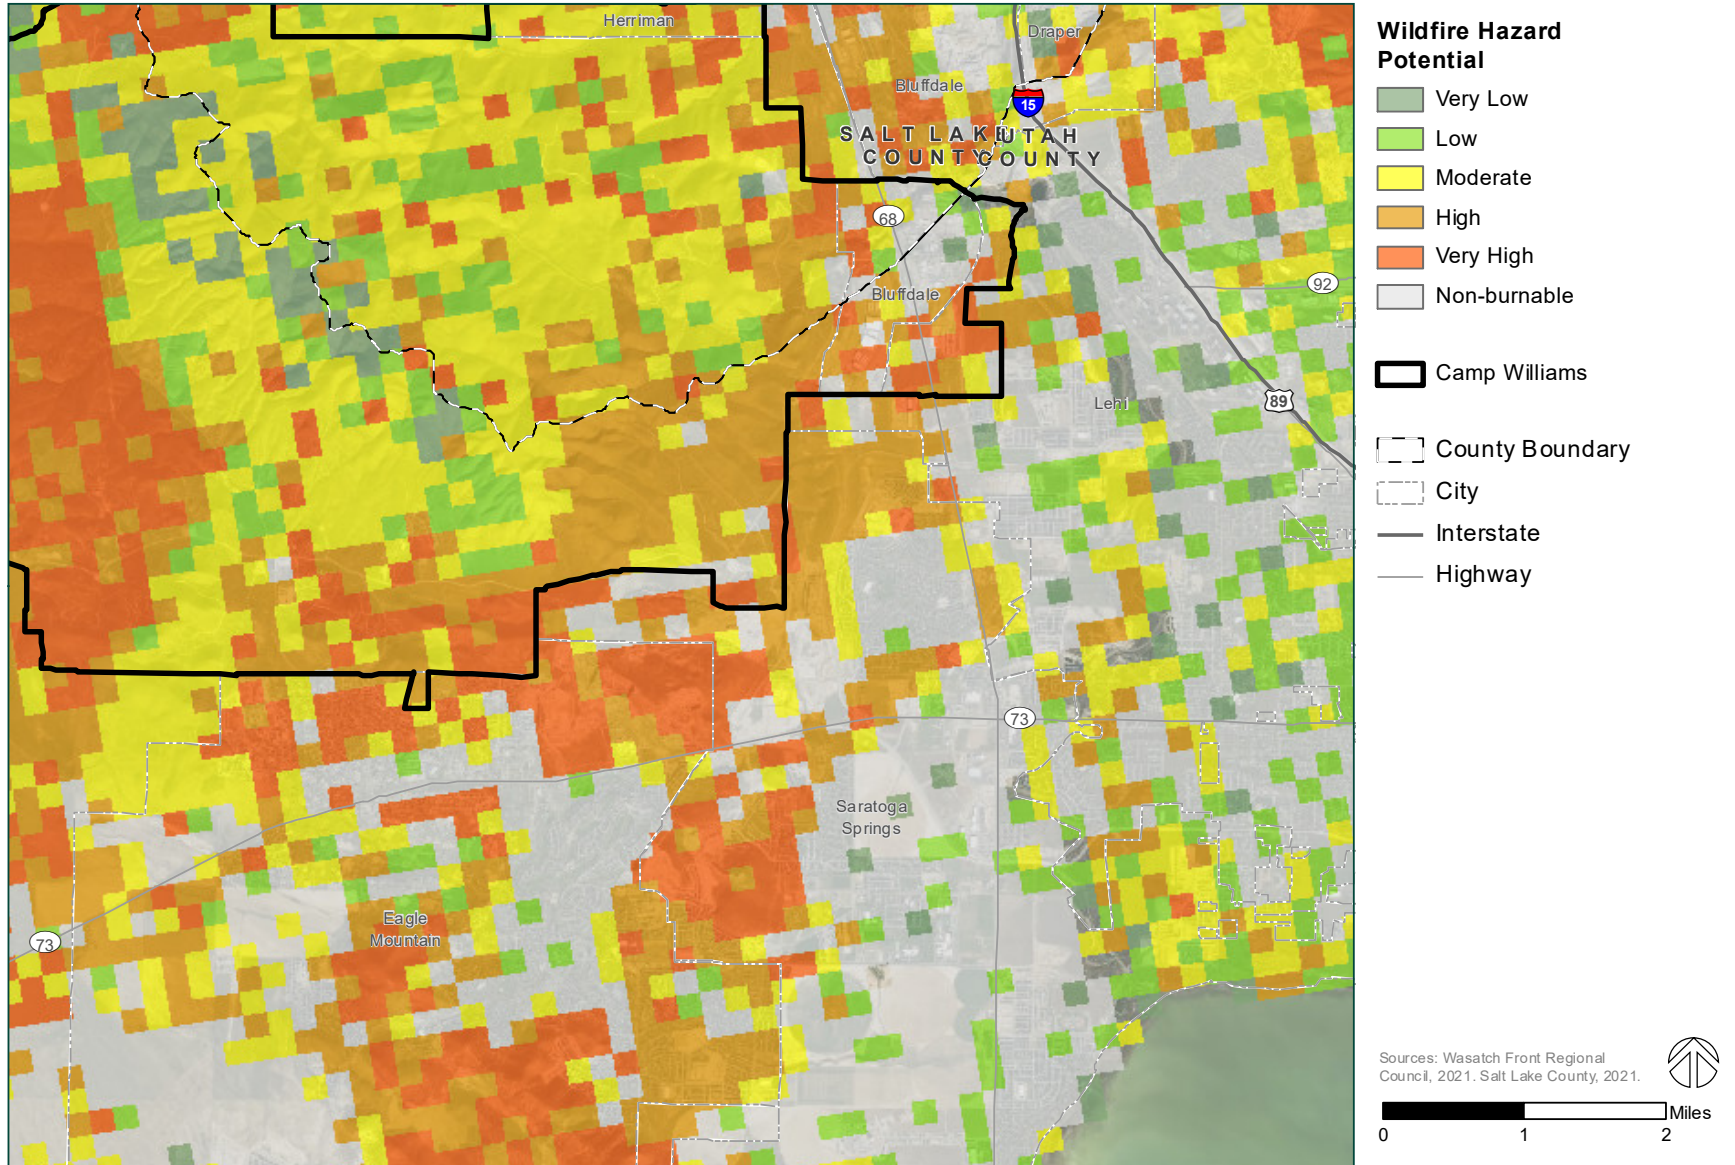 Herriman
Draper
Bluffdale
15
SALT LAKE
COUNTY
UTAH
COUNTY
68
92
Bluffdale
89
Lehi
73
Saratoga
Springs
Eagle
Mountain
73
Wildfire Hazard
Potential
Very Low
Low
Moderate
High
Very High
Non-burnable
Camp Williams
County Boundary
City
Interstate
Highway
Sources: Wasatch Front Regional
Council, 2021. Salt Lake County, 2021.
Miles
0 1 2